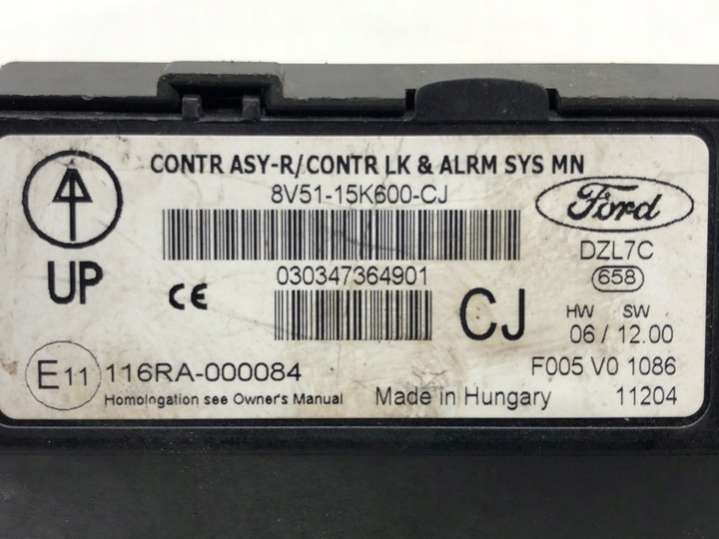 CONTR ASY-R/CONTR LK & ALRM SYS MN
8V51-15K600-CJ
Ford
DZL7C
658
UP
CE
030347364901
CJ
HW SW
06 / 12.00
E11 116RA-000084
F005 V0 1086
Homologation see Owner's Manual
Made in Hungary
11204